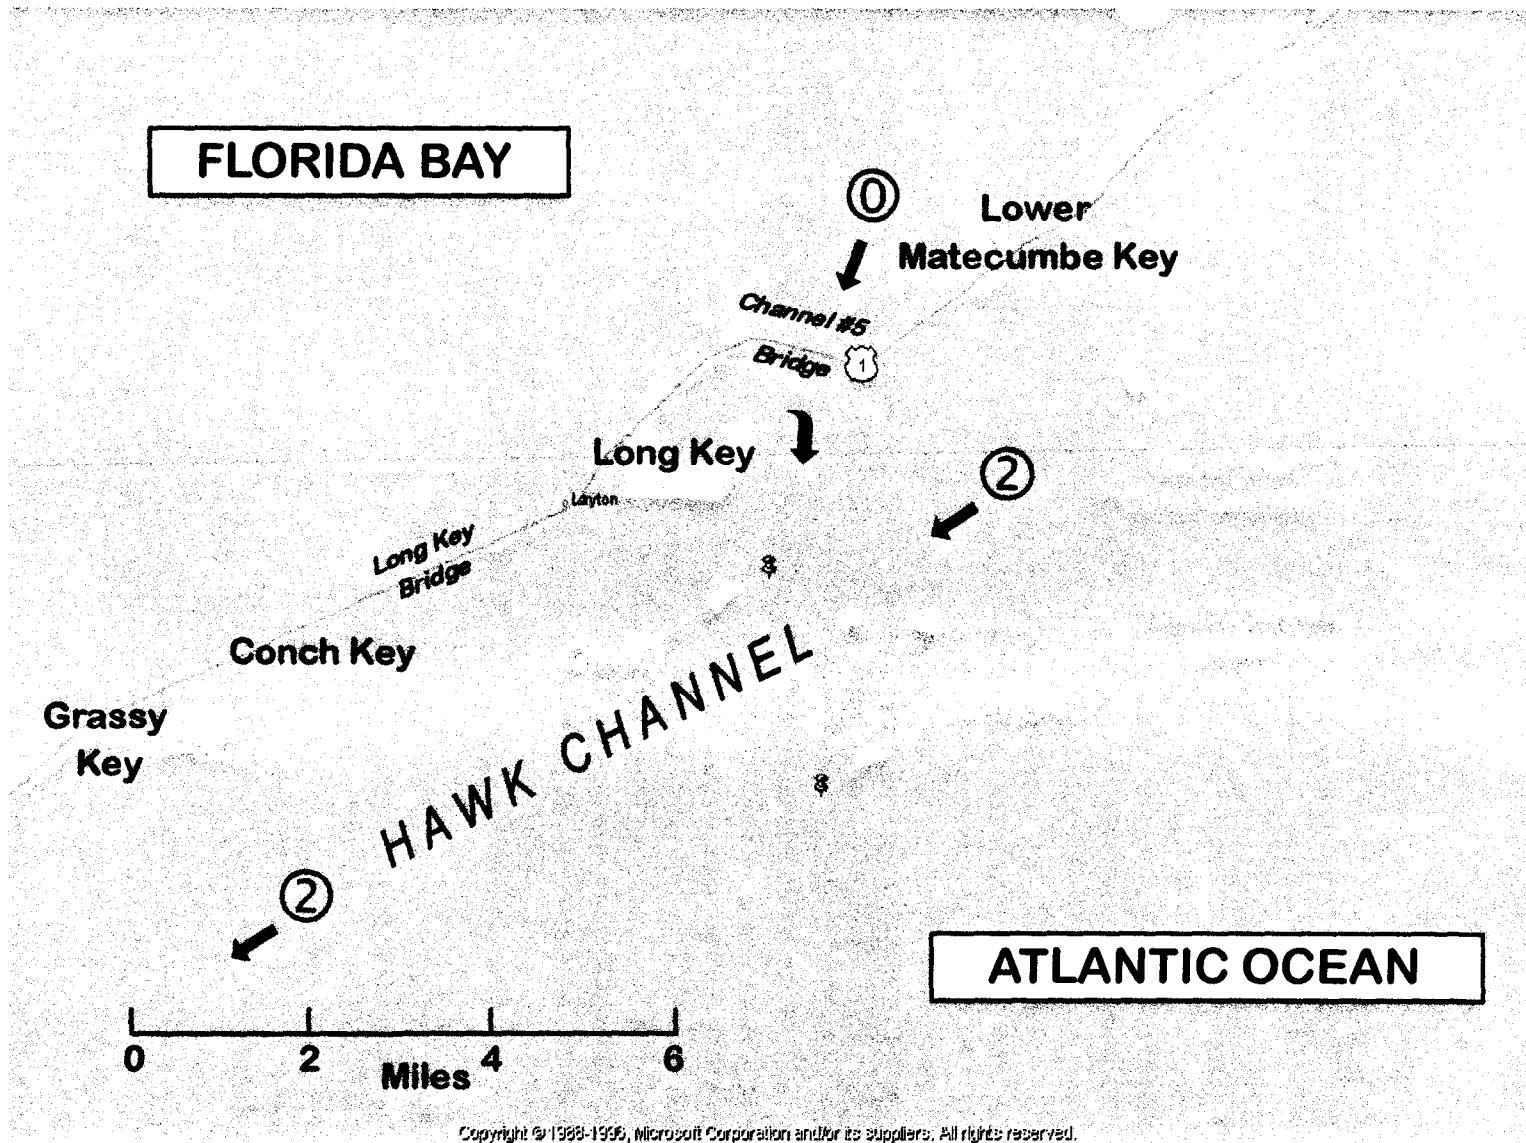 FLORIDA BAY
0
Lower
Matecumbe Key
Channel #5
Bridge
1
Long Key
2
Layton
Long Key
Bridge
Conch Key
HAWK CHANNEL
Grassy
Key
2
ATLANTIC OCEAN
0 2 4 6
Miles
Copyright © 1988-1996, Microsoft Corporation and/or its suppliers. All rights reserved.